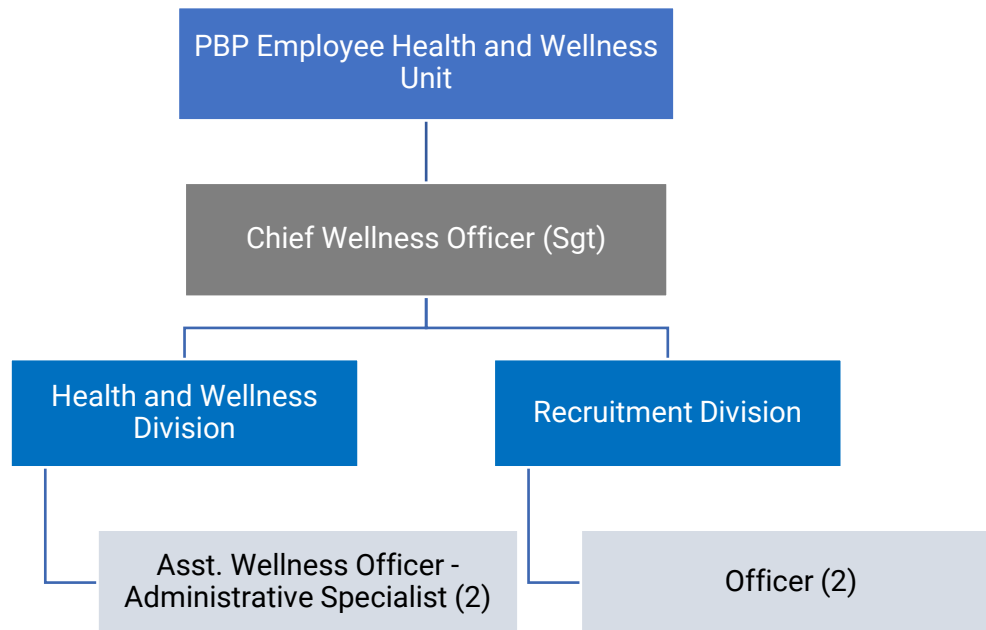 PBP Employee Health and Wellness
Unit
Chief Wellness Officer (Sgt)
Health and Wellness
Division
Recruitment Division
Asst. Wellness Officer -
Administrative Specialist (2)
Officer (2)